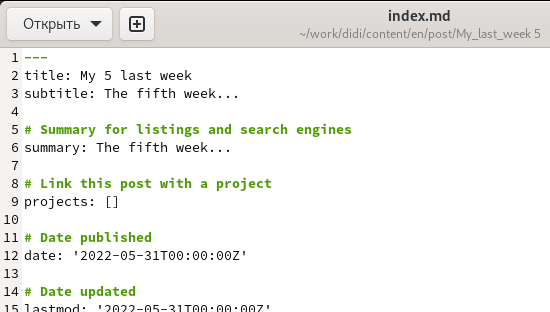 Открыть
index.md
~/work/didi/content/en/post/My_last_week 5
1 ---
2 title: My 5 last week
3 subtitle: The fifth week...
4
5 # Summary for listings and search engines
6 summary: The fifth week...
7
8 # Link this post with a project
9 projects: []
10
11 # Date published
12 date: '2022-05-31T00:00:00Z'
13
14 # Date updated
15 lastmod: '2022-05-31T00:00:00Z'